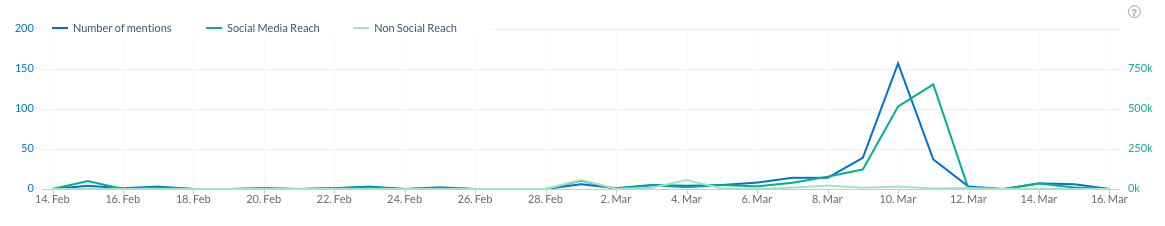 ?
200 Number of mentions Social Media Reach Non Social Reach
150 750k
100 500k
50 250k
0 0k
14. Feb 16. Feb 18. Feb 20. Feb 22. Feb 24. Feb 26. Feb 28. Feb 2. Mar 4. Mar 6. Mar 8. Mar 10. Mar 12. Mar 14. Mar 16. Mar